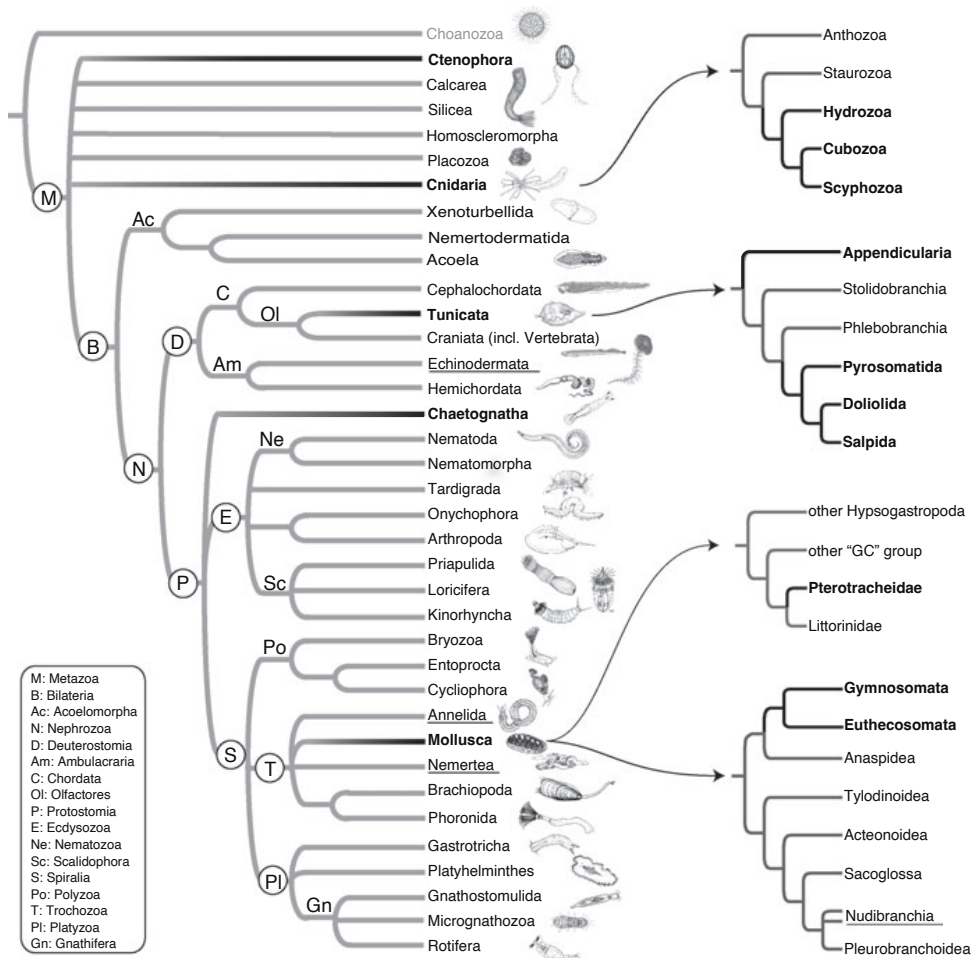 Choanozoa
Ctenophora
Calcarea
Silicea
Homoscleromorpha
Placozoa
Cnidaria
M
Ac
Xenoturbellida
Nemertodermatida
Acoela
B
C
Cephalochordata
Ol
Tunicata
Craniata (incl. Vertebrata)
D
Am
Echinodermata
Hemichordata
Chaetognatha
N
Ne
Nematoda
Nematomorpha
Tardigrada
E
Onychophora
Arthropoda
P
Sc
Priapulida
Loricifera
Kinorhyncha
Po
Bryozoa
Entoprocta
Cycliophora
S
T
Annelida
Mollusca
Nemertea
Brachiopoda
Phoronida
Pl
Gastrotricha
Platyhelminthes
Gn
Gnathostomulida
Micrognathozoa
Rotifera
Anthozoa
Staurozoa
Hydrozoa
Cubozoa
Scyphozoa
Appendicularia
Stolidobranchia
Phlebobranchia
Pyrosomatida
Doliolida
Salpida
other Hypsogastropoda
other “GC” group
Pterotracheidae
Littorinidae
Gymnosomata
Euthecosomata
Anaspidea
Tylodinoidea
Acteonoidea
Sacoglossa
Nudibranchia
Pleurobranchoidea
M: Metazoa
B: Bilateria
Ac: Acoelomorpha
N: Nephrozoa
D: Deuterostomia
Am: Ambulacraria
C: Chordata
Ol: Olfactores
P: Protostomia
E: Ecdysozoa
Ne: Nematozoa
Sc: Scalidophora
S: Spiralia
Po: Polyzoa
T: Trochozoa
Pl: Platyzoa
Gn: Gnathifera